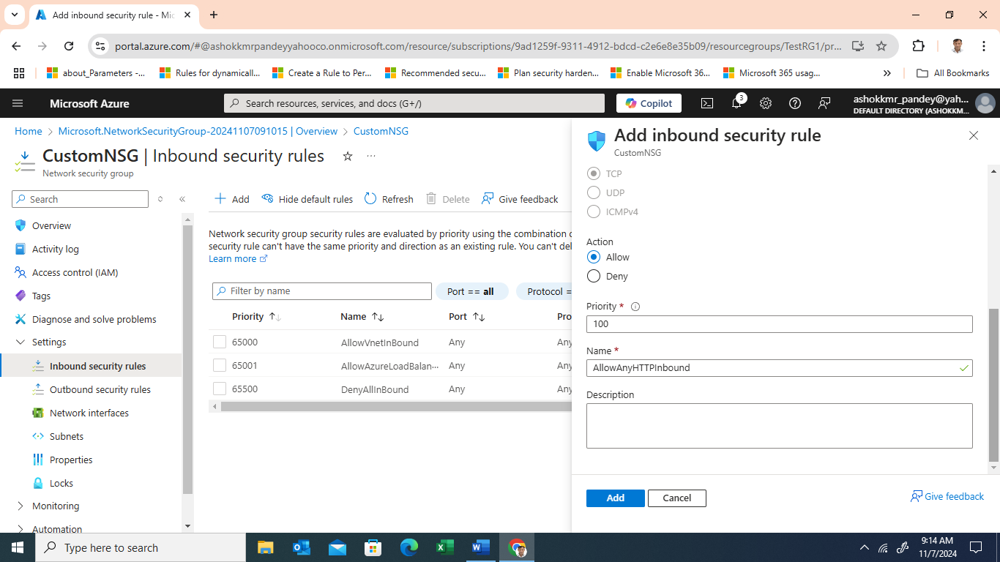 Add inbound security rule - Mic
portal.azure.com/#@ashokkmrpandeyyahooco.onmicrosoft.com/resource/subscriptions/9ad1259f-9311-4912-bdcd-c2e6e8e35b09/resourcegroups/TestRG1/pr...
about_Parameters -...
Rules for dynamicall...
Create a Rule to Per...
Recommended secu...
Plan security harden...
Enable Microsoft 36...
Microsoft 365 usag...
All Bookmarks
Microsoft Azure
Search resources, services, and docs (G+/)
Copilot
3
ashokkmr_pandey@yah...
DEFAULT DIRECTORY (ASHOKKM...
Home > Microsoft.NetworkSecurityGroup-20241107091015 | Overview > CustomNSG
CustomNSG | Inbound security rules
Network security group
Search
Overview
Activity log
Access control (IAM)
Tags
Diagnose and solve problems
Settings
Inbound security rules
Outbound security rules
Network interfaces
Subnets
Properties
Locks
Monitoring
Automation
Add
Hide default rules
Refresh
Delete
Give feedback
Network security group security rules are evaluated by priority using the combination
security rule can't have the same priority and direction as an existing rule. You can't
Learn more
Filter by name
Port == all
Protocol =
Priority Name Port Pro
65000 AllowVnetInBound Any Any
65001 AllowAzureLoadBalan... Any Any
65500 DenyAllInBound Any Any
Add inbound security rule
CustomNSG
TCP
UDP
ICMPv4
Action
Allow
Deny
Priority *
100
Name *
AllowAnyHTTPInbound
Description
Add
Cancel
Give feedback
Type here to search
9:14 AM
11/7/2024